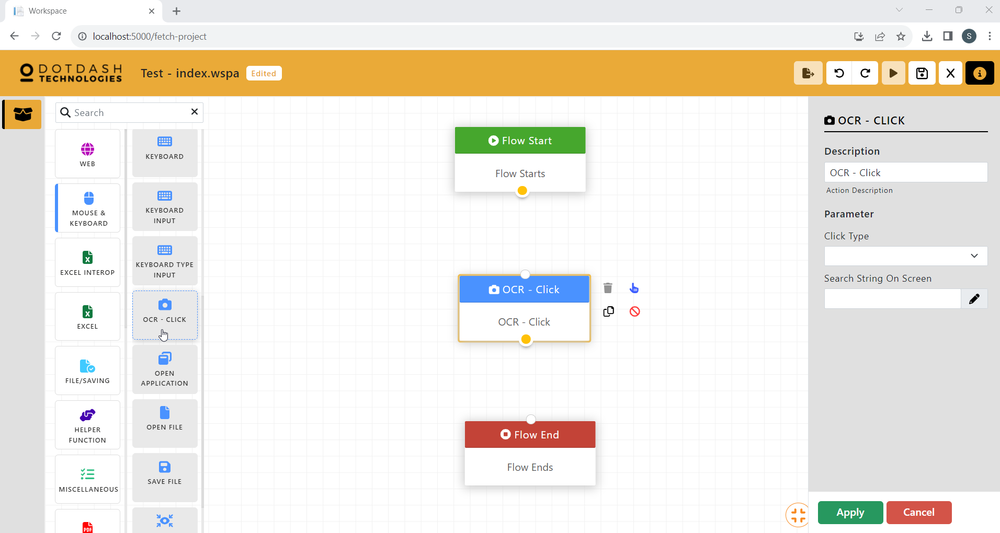 Workspace
localhost:5000/fetch-project
S
DOTDASH
TECHNOLOGIES
Test - index.wspa
Edited
Search
WEB
MOUSE &
KEYBOARD
EXCEL INTEROP
EXCEL
FILE/SAVING
HELPER
FUNCTION
MISCELLANEOUS
PDF
KEYBOARD
KEYBOARD
INPUT
KEYBOARD TYPE
INPUT
OCR - CLICK
OPEN
APPLICATION
OPEN FILE
SAVE FILE
Flow Start
Flow Starts
OCR - Click
OCR - Click
Flow End
Flow Ends
OCR - CLICK
Description
OCR - Click
Action Description
Parameter
Click Type
Search String On Screen
Apply
Cancel